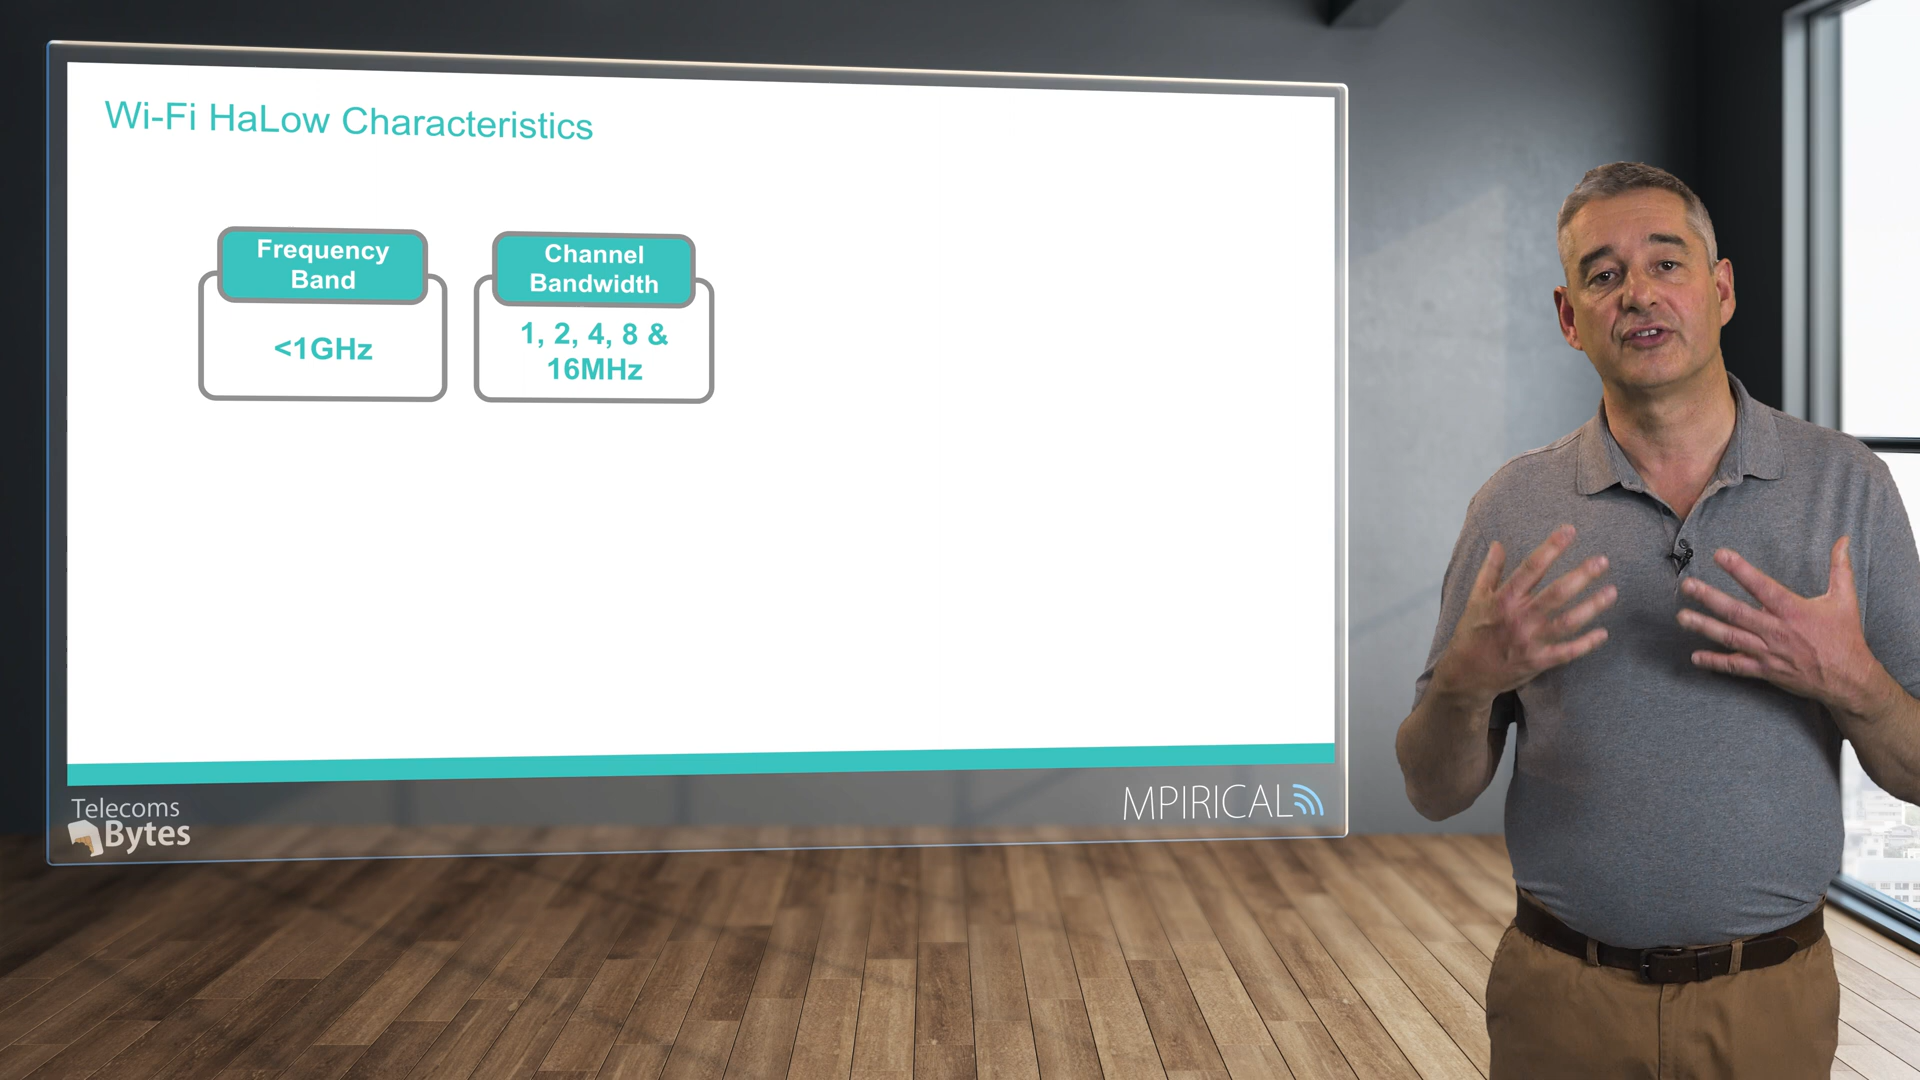 Wi-Fi HaLow Characteristics
Frequency
Band
<1GHz
Channel
Bandwidth
1, 2, 4, 8 &
16MHz
Telecoms
Bytes
MPIRICAL